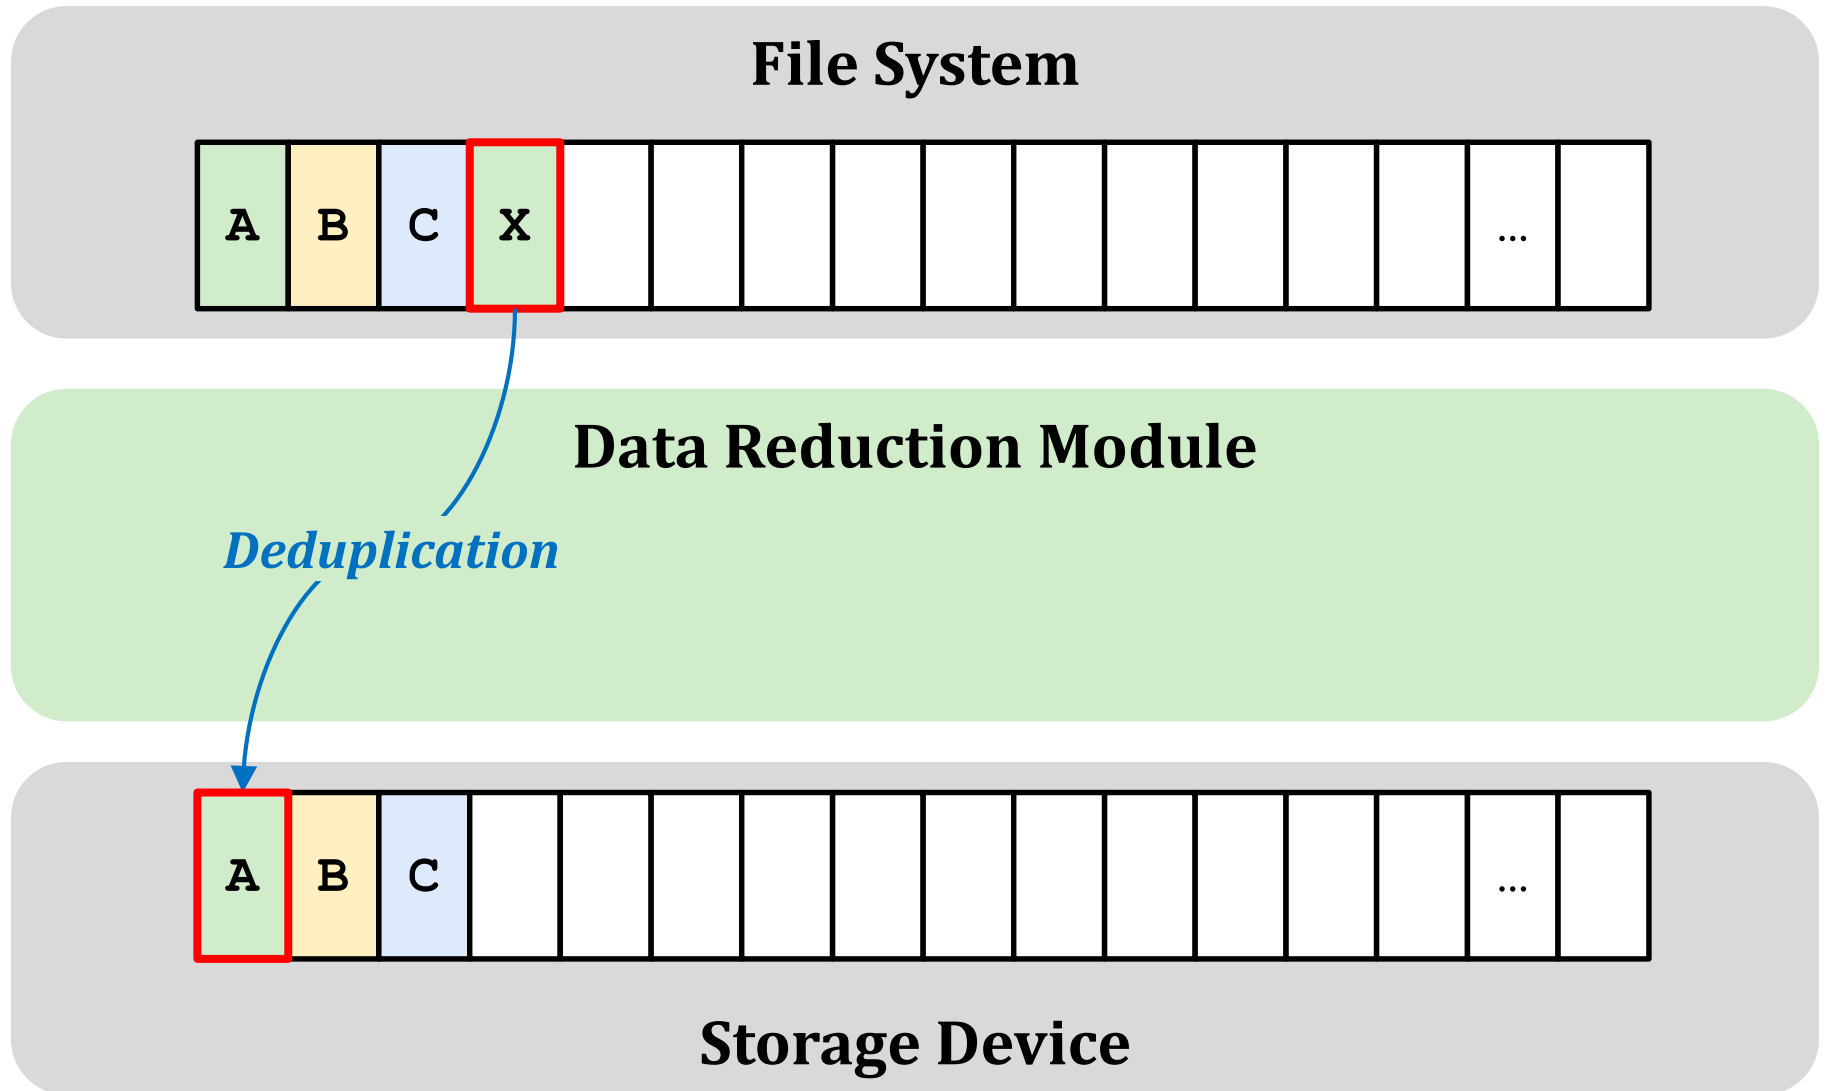 File System
A B C X ...
Data Reduction Module
Deduplication
A B C ...
Storage Device